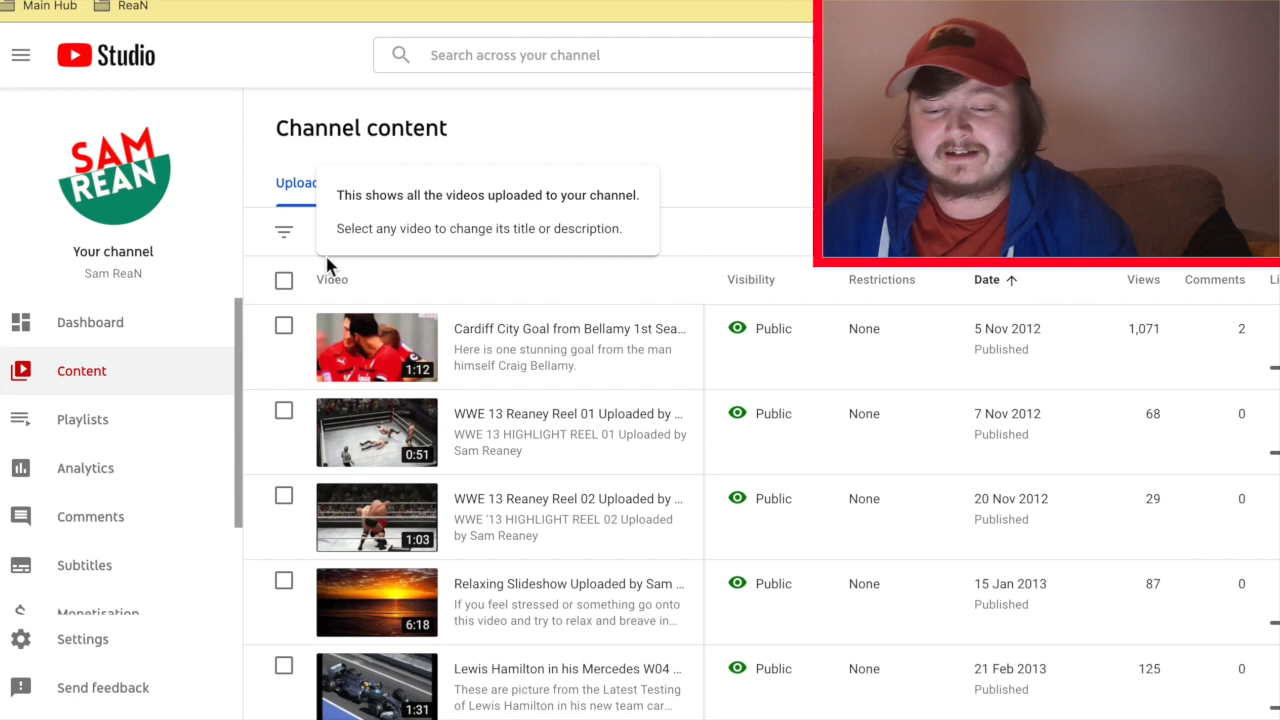 Main Hub
ReaN
Studio
Search across your channel
SAM
REAN
Your channel
Sam ReaN
Dashboard
Content
Playlists
Analytics
Comments
Subtitles
Monetisation
Settings
Send feedback
Channel content
Uploa
This shows all the videos uploaded to your channel.
Select any video to change its title or description.
Video Visibility Restrictions Date Views Comments Li
1:12
Cardiff City Goal from Bellamy 1st Sea...
Here is one stunning goal from the man
himself Craig Bellamy.
Public None 5 Nov 2012 1,071 2
Published
0:51
WWE 13 Reaney Reel 01 Uploaded by ...
WWE 13 HIGHLIGHT REEL 01 Uploaded by
Sam Reaney
Public None 7 Nov 2012 68 0
Published
1:03
WWE 13 Reaney Reel 02 Uploaded by ...
WWE '13 HIGHLIGHT REEL 02 Uploaded
by Sam Reaney
Public None 20 Nov 2012 29 0
Published
6:18
Relaxing Slideshow Uploaded by Sam ...
If you feel stressed or something go onto
this video and try to relax and breave in...
Public None 15 Jan 2013 87 0
Published
1:31
Lewis Hamilton in his Mercedes W04 ...
These are picture from the Latest Testing
of Lewis Hamilton in his new team car...
Public None 21 Feb 2013 125 0
Published